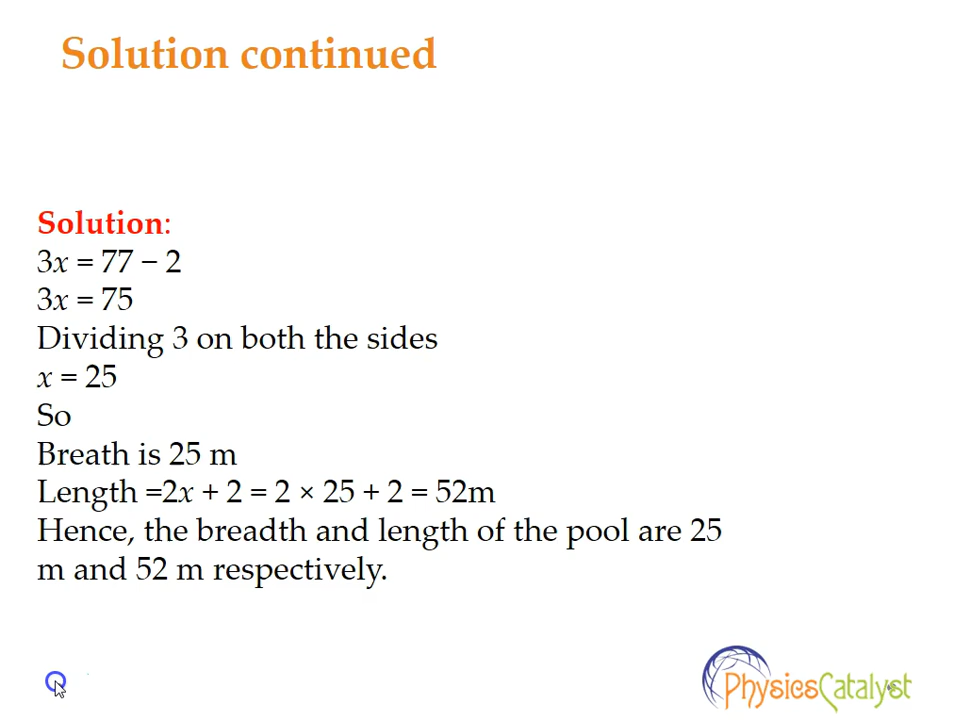 Solution continued
Solution:
3x = 77 − 2
3x = 75
Dividing 3 on both the sides
x = 25
So
Breath is 25 m
Length =2x + 2 = 2 × 25 + 2 = 52m
Hence, the breadth and length of the pool are 25
m and 52 m respectively.
PhysicsCatalyst